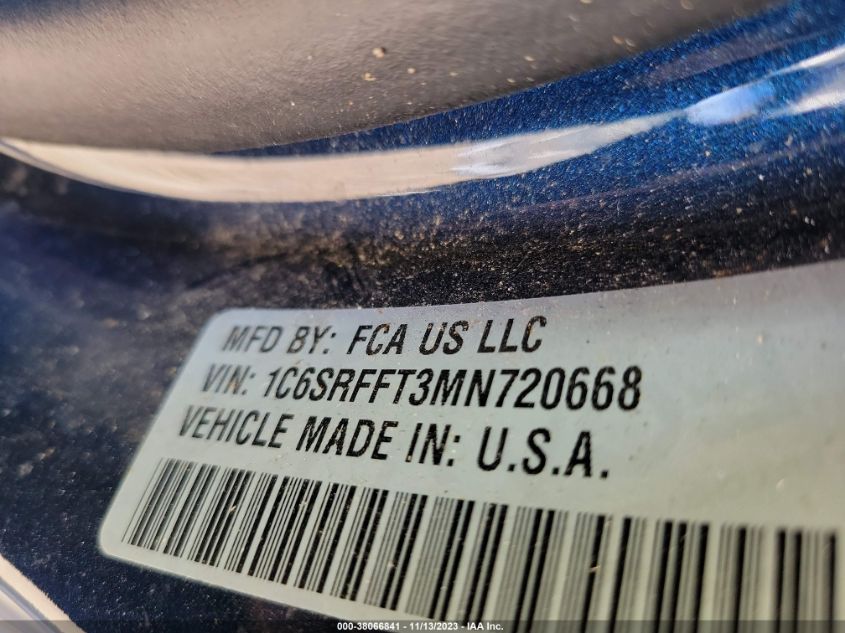 MFD BY: FCA US LLC
VIN: 1C6SRFFT3MN720668
VEHICLE MADE IN: U.S.A.
000-38066841 - 11/13/2023 - IAA Inc.